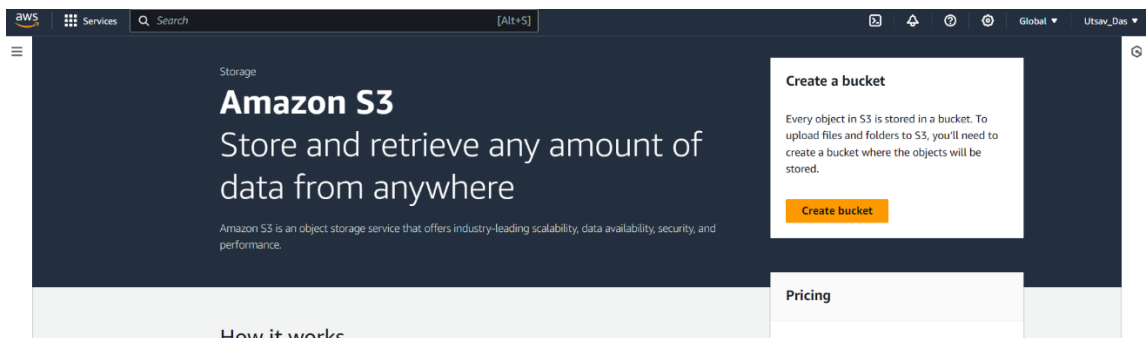 aws
Services
Search
[Alt+S]
Global
Utsav_Das
Storage
Amazon S3
Store and retrieve any amount of
data from anywhere
Amazon S3 is an object storage service that offers industry-leading scalability, data availability, security, and
performance.
Create a bucket
Every object in S3 is stored in a bucket. To
upload files and folders to S3, you'll need to
create a bucket where the objects will be
stored.
Create bucket
Pricing
How it works